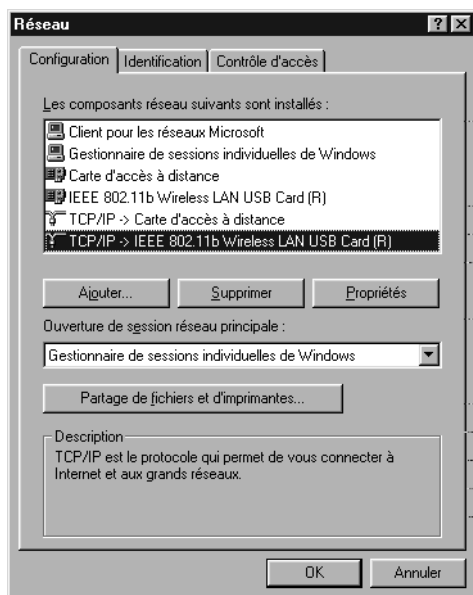 Réseau
Configuration Identification Contrôle d'accès
Les composants réseau suivants sont installés :
Client pour les réseaux Microsoft
Gestionnaire de sessions individuelles de Windows
Carte d'accès à distance
IEEE 802.11b Wireless LAN USB Card (R)
TCP/IP -> Carte d'accès à distance
TCP/IP -> IEEE 802.11b Wireless LAN USB Card (R)
Ajouter... Supprimer Propriétés
Ouverture de session réseau principale :
Gestionnaire de sessions individuelles de Windows
Partage de fichiers et d'imprimantes...
Description
TCP/IP est le protocole qui permet de vous connecter à
Internet et aux grands réseaux.
OK Annuler